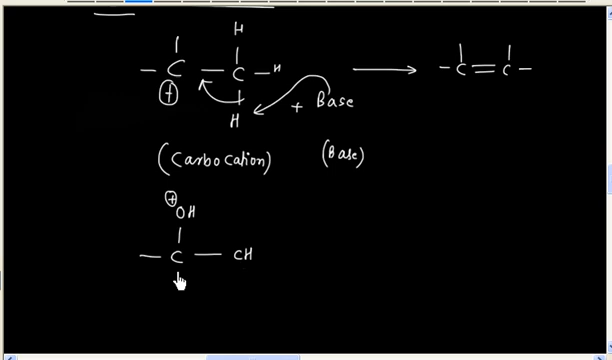 H
- C - C - H
⊕ H + Base → - C = C -
(Carbocation) (Base)
⊕
OH
- C - CH